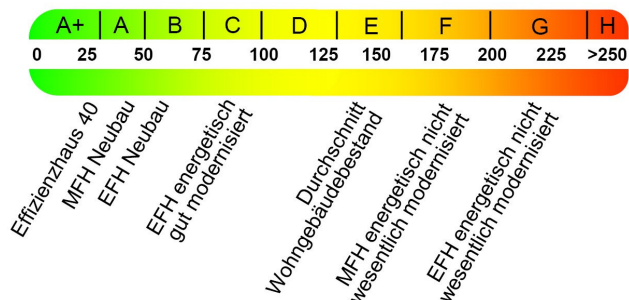 A+ A B C D E F G H
0 25 50 75 100 125 150 175 200 225 >250
Effizienzhaus 40
MFH Neubau
EFH Neubau
EFH energetisch
gut modernisiert
Durchschnitt
Wohngebäudebestand
MFH energetisch nicht
wesentlich modernisiert
EFH energetisch nicht
wesentlich modernisiert